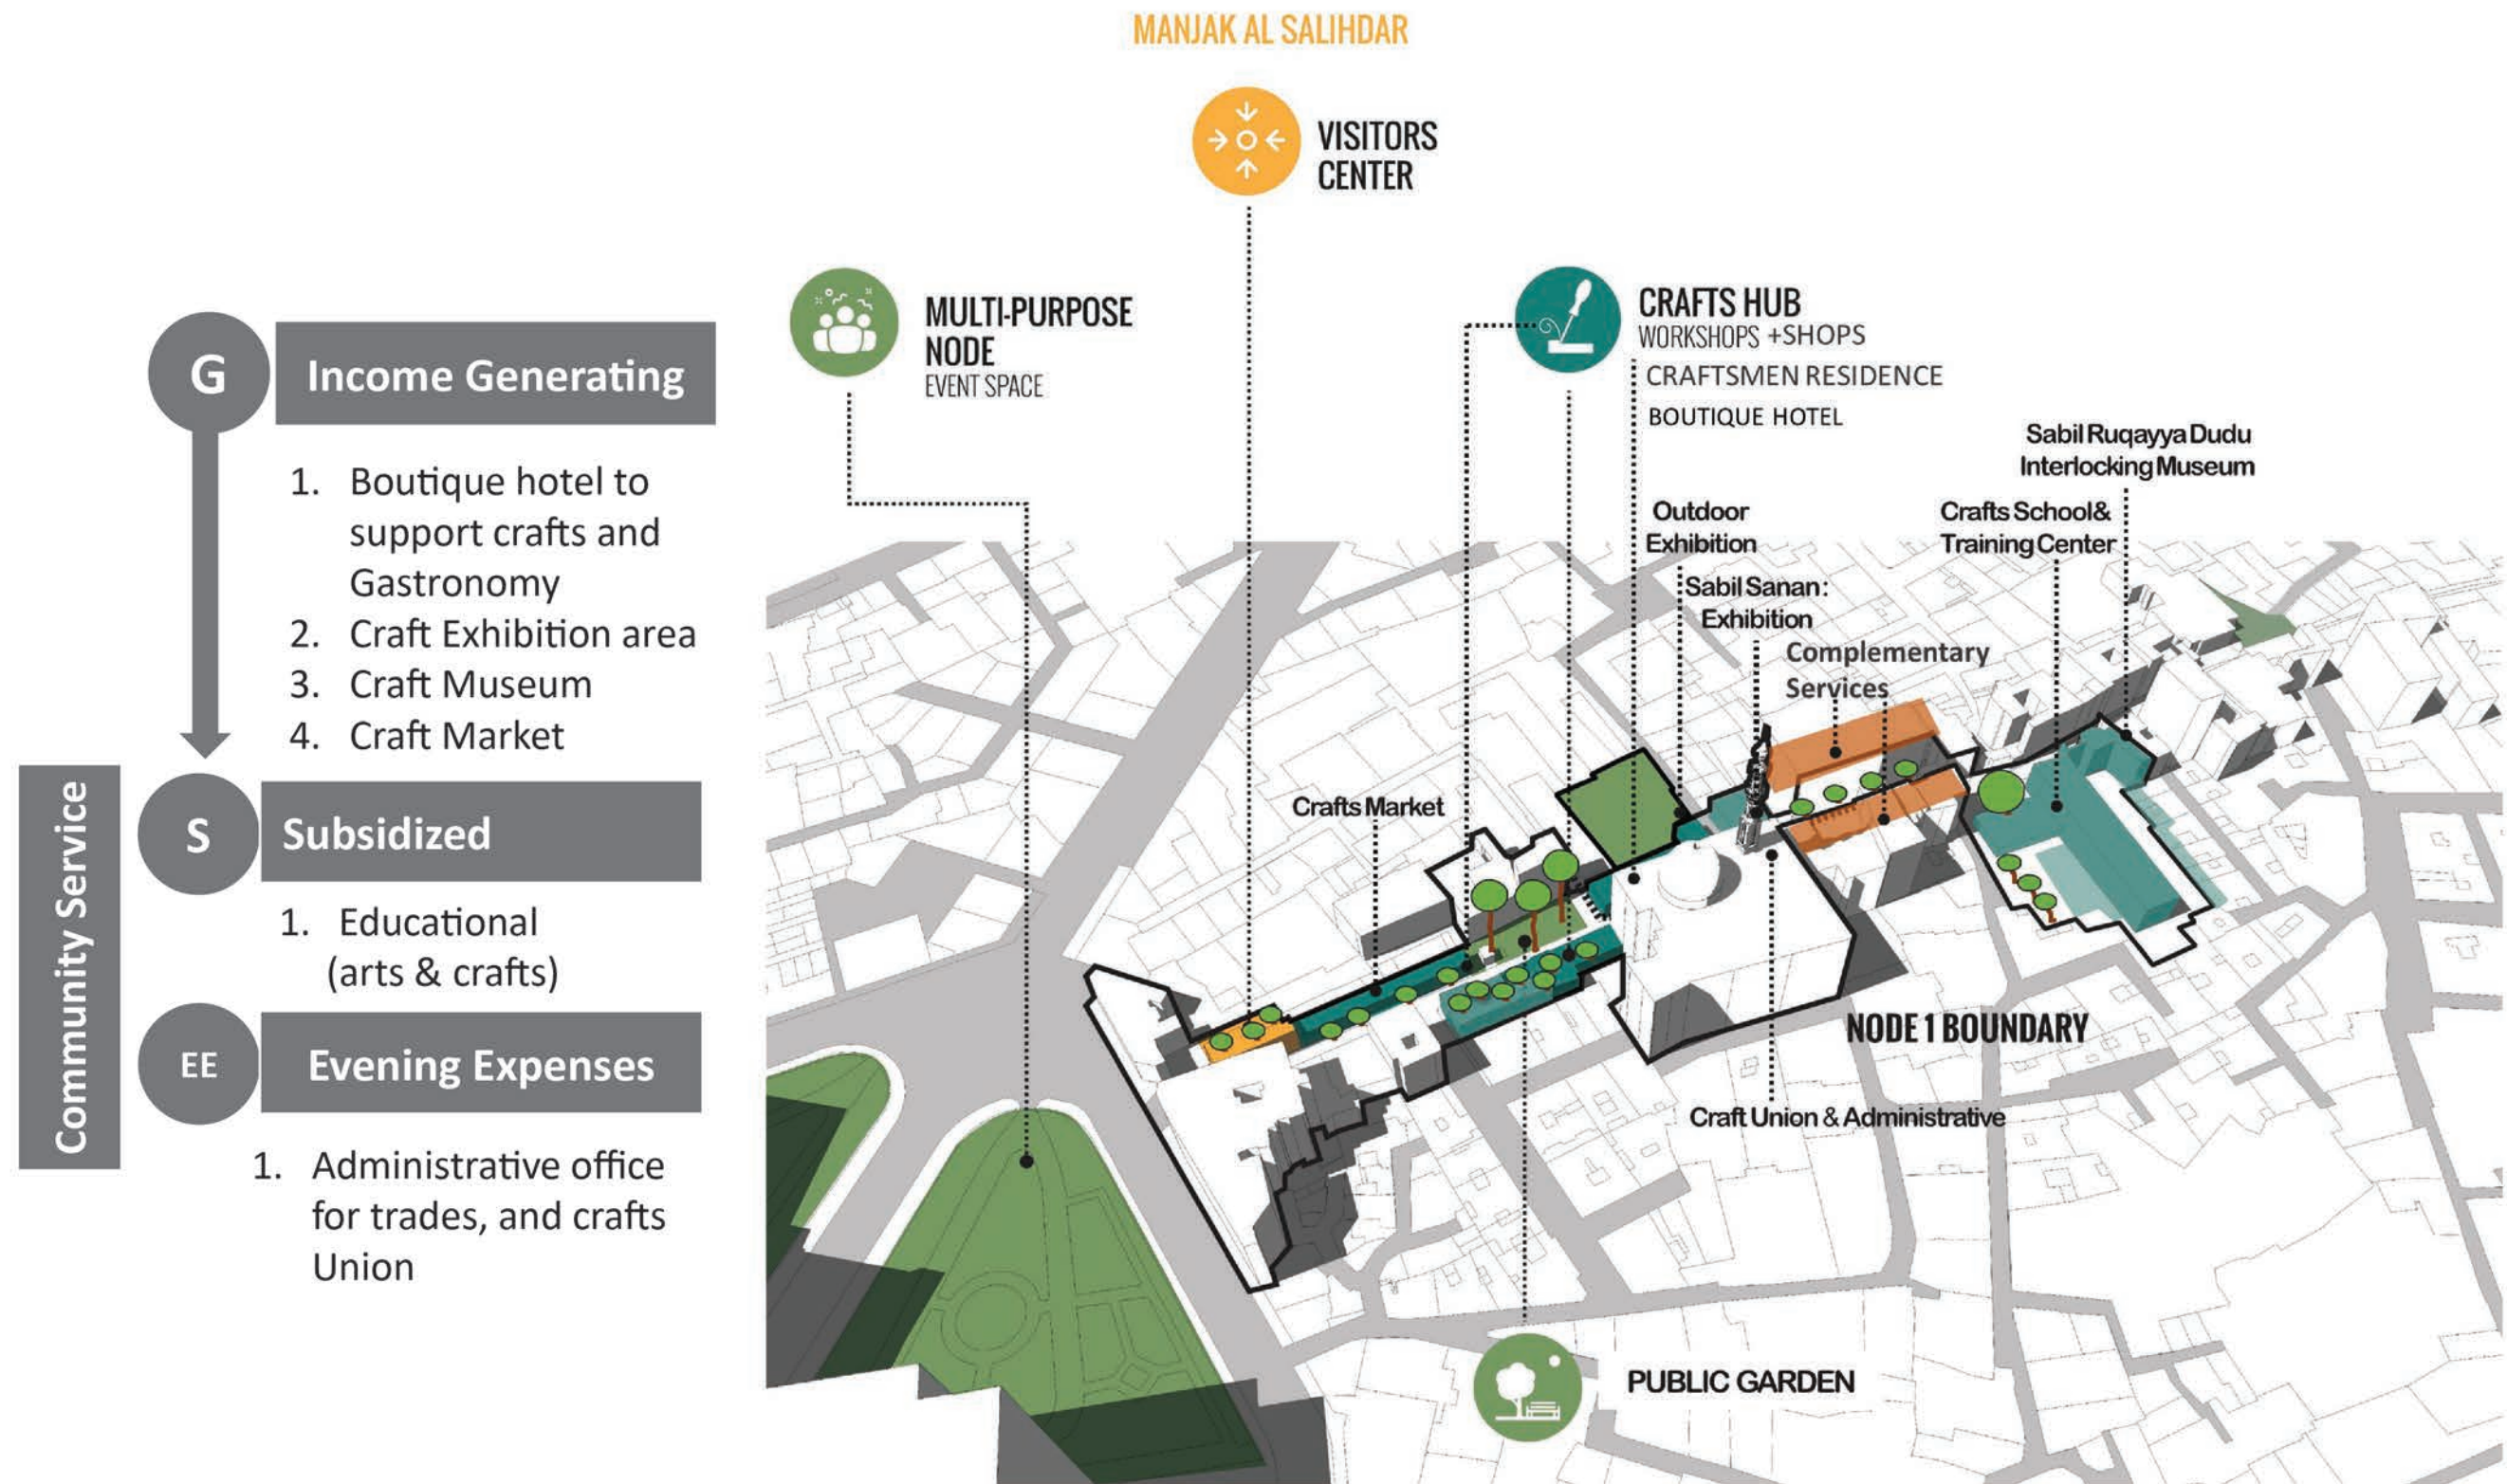 MANJAK AL SALIHDAR
VISITORS
CENTER
MULTI-PURPOSE
NODE
EVENT SPACE
CRAFTS HUB
WORKSHOPS +SHOPS
CRAFTSMEN RESIDENCE
BOUTIQUE HOTEL
G
Income Generating
1. Boutique hotel to
support crafts and
Gastronomy
2. Craft Exhibition area
3. Craft Museum
4. Craft Market
Community Service
S
Subsidized
1. Educational
(arts & crafts)
EE
Evening Expenses
1. Administrative office
for trades, and crafts
Union
Sabil Ruqayya Dudu
Interlocking Museum
Outdoor
Exhibition
Crafts School&
Training Center
Sabil Sanan:
Exhibition
Complementary
Services
Crafts Market
NODE 1 BOUNDARY
Craft Union & Administrative
PUBLIC GARDEN